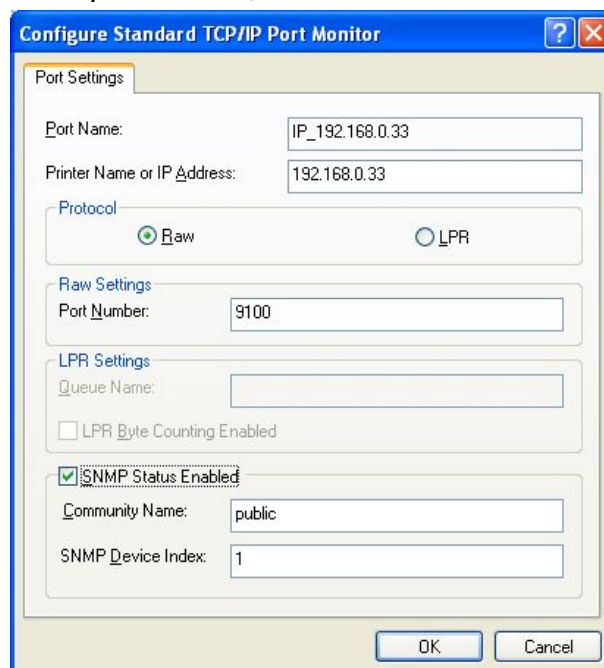 Configure Standard TCP/IP Port Monitor
Port Settings
Port Name: IP_192.168.0.33
Printer Name or IP Address: 192.168.0.33
Protocol
Raw LPR
Raw Settings
Port Number: 9100
LPR Settings
Queue Name:
LPR Byte Counting Enabled
SNMP Status Enabled
Community Name: public
SNMP Device Index: 1
OK Cancel